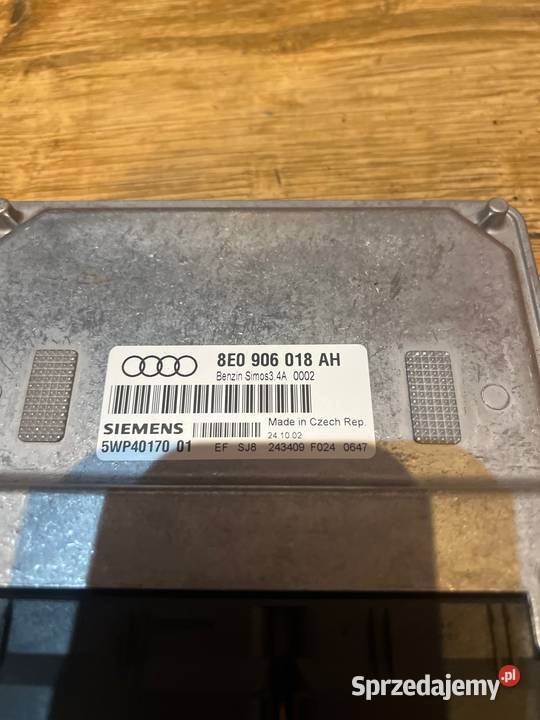 8E0 906 018 AH
Benzin Simos3.4A 0002
SIEMENS
Made in Czech Rep.
24.10.02
5WP40170 01 EF SJ8 243409 F024 0647
Sprzedajemy.pl